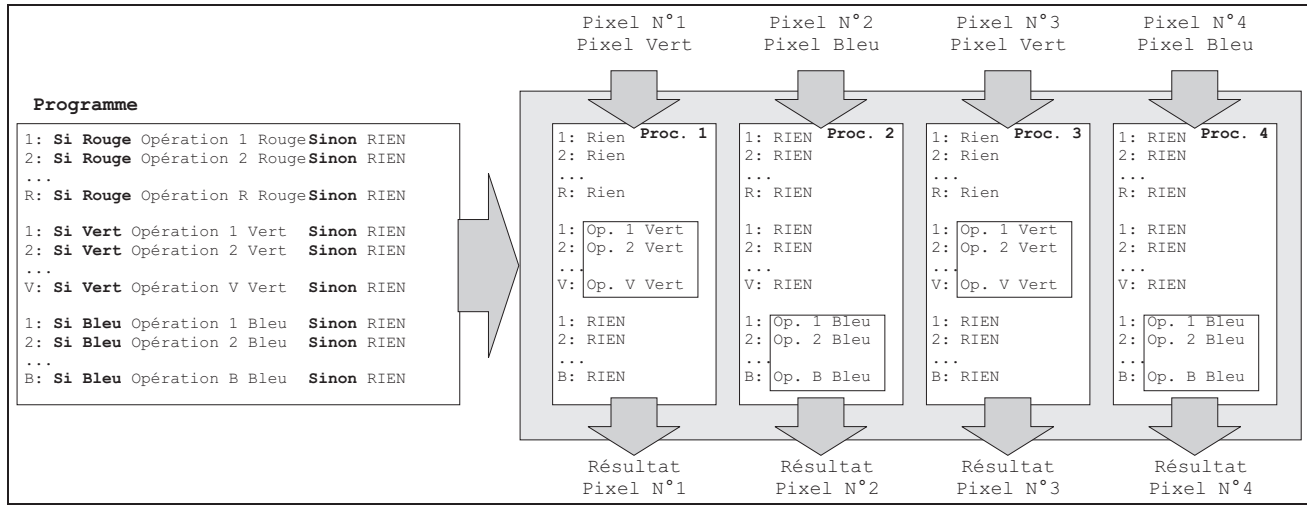 Pixel N°1
Pixel Vert
Pixel N°2
Pixel Bleu
Pixel N°3
Pixel Vert
Pixel N°4
Pixel Bleu
Programme
1: Si Rouge Opération 1 Rouge Sinon RIEN
2: Si Rouge Opération 2 Rouge Sinon RIEN
...
R: Si Rouge Opération R Rouge Sinon RIEN
1: Si Vert Opération 1 Vert Sinon RIEN
2: Si Vert Opération 2 Vert Sinon RIEN
...
V: Si Vert Opération V Vert Sinon RIEN
1: Si Bleu Opération 1 Bleu Sinon RIEN
2: Si Bleu Opération 2 Bleu Sinon RIEN
...
B: Si Bleu Opération B Bleu Sinon RIEN
Proc. 1
1: Rien
2: Rien
...
R: Rien
1: Op. 1 Vert
2: Op. 2 Vert
...
V: Op. V Vert
1: RIEN
2: RIEN
...
B: RIEN
Proc. 2
1: RIEN
2: RIEN
...
R: RIEN
1: RIEN
2: RIEN
...
V: RIEN
1: Op. 1 Bleu
2: Op. 2 Bleu
...
B: Op. B Bleu
Proc. 3
1: Rien
2: Rien
...
R: Rien
1: Op. 1 Vert
2: Op. 2 Vert
...
V: Op. V Vert
1: RIEN
2: RIEN
...
B: RIEN
Proc. 4
1: RIEN
2: RIEN
...
R: RIEN
1: RIEN
2: RIEN
...
V: RIEN
1: Op. 1 Bleu
2: Op. 2 Bleu
...
B: Op. B Bleu
Résultat
Pixel N°1
Résultat
Pixel N°2
Résultat
Pixel N°3
Résultat
Pixel N°4